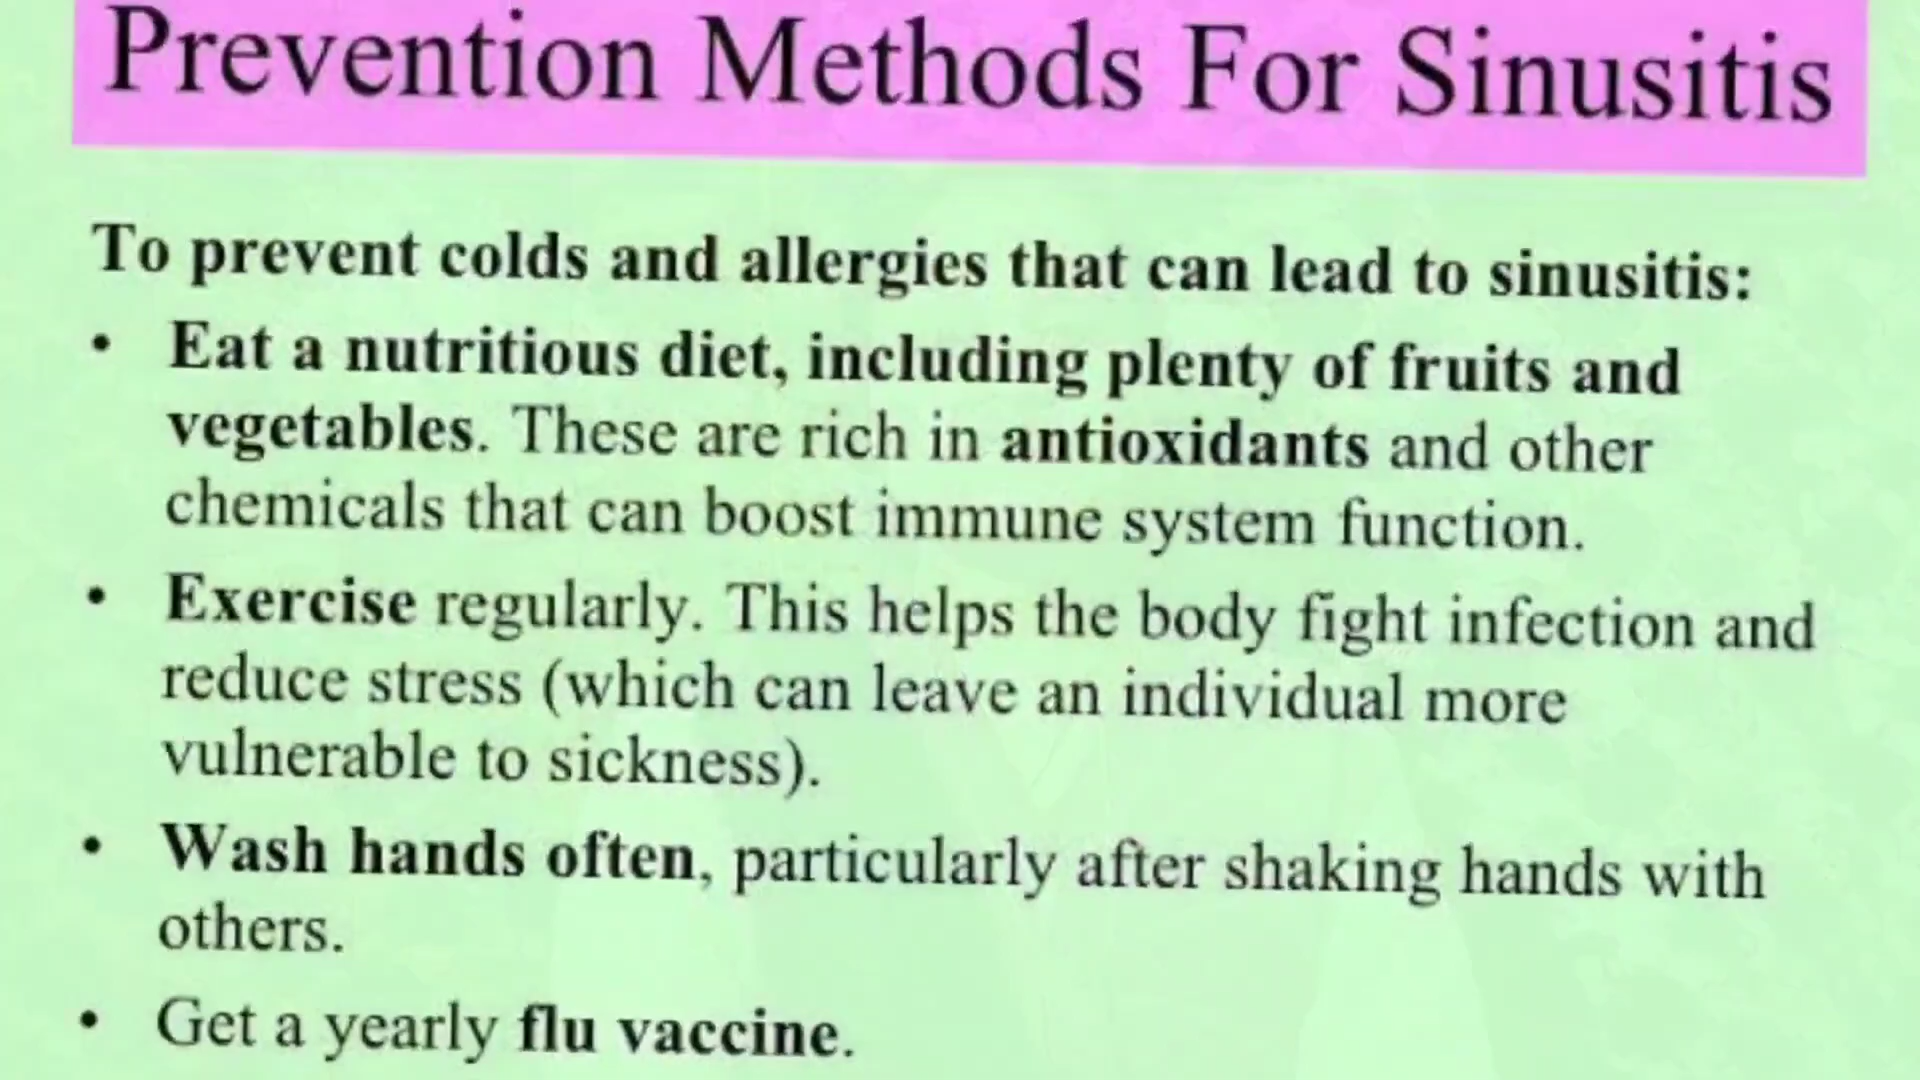 Prevention Methods For Sinusitis
To prevent colds and allergies that can lead to sinusitis:
• Eat a nutritious diet, including plenty of fruits and
vegetables. These are rich in antioxidants and other
chemicals that can boost immune system function.
• Exercise regularly. This helps the body fight infection and
reduce stress (which can leave an individual more
vulnerable to sickness).
• Wash hands often, particularly after shaking hands with
others.
• Get a yearly flu vaccine.